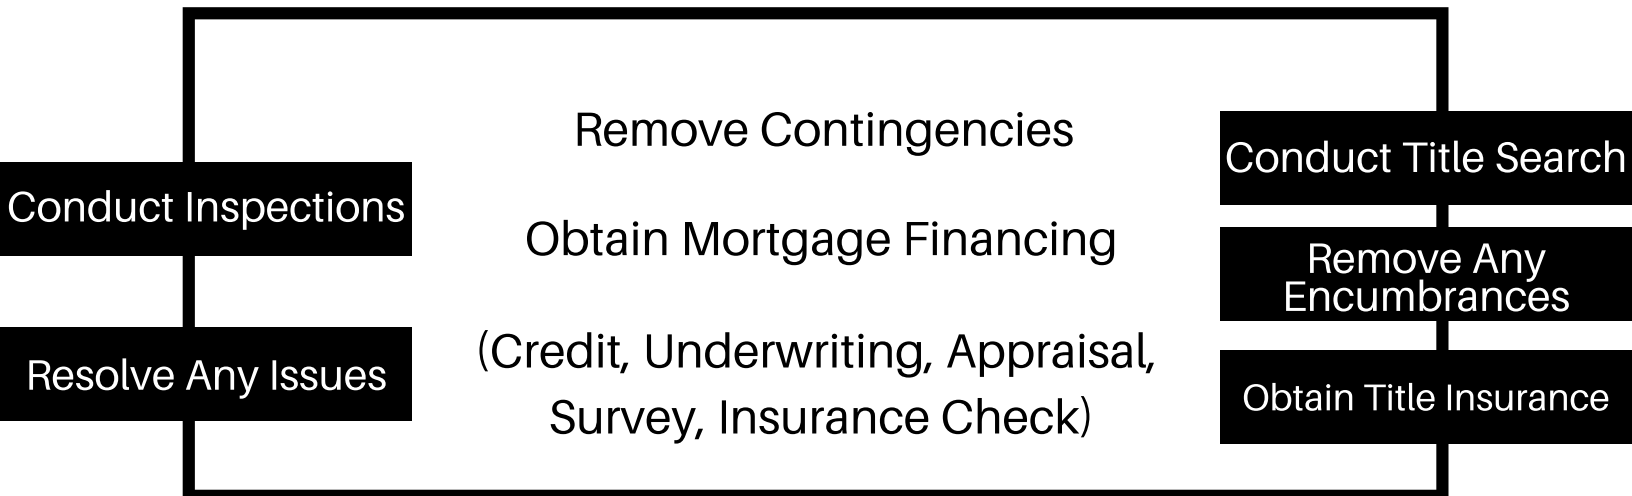 Conduct Inspections
Resolve Any Issues
Remove Contingencies
Obtain Mortgage Financing
(Credit, Underwriting, Appraisal,
Survey, Insurance Check)
Conduct Title Search
Remove Any
Encumbrances
Obtain Title Insurance